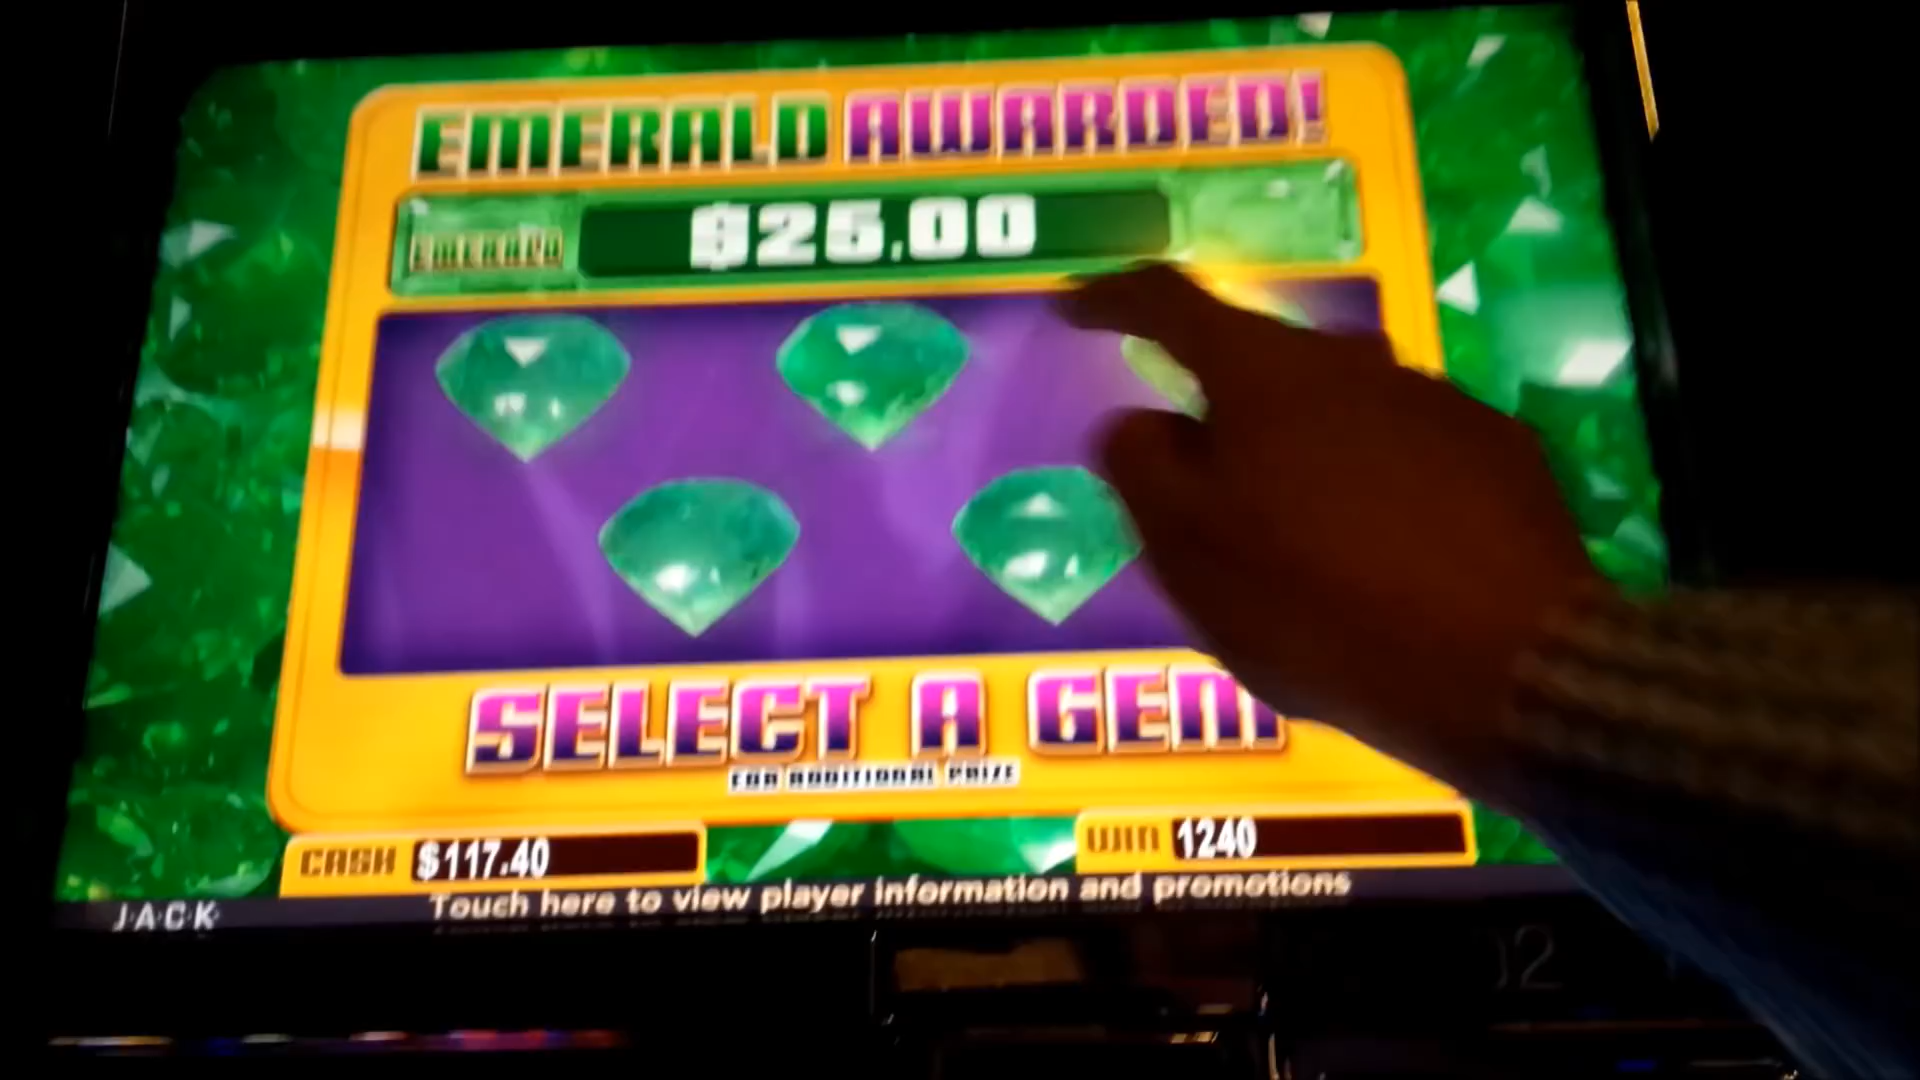 EMERALD AWARDED!
EMERALD $25.00
SELECT A GEM
FOR ADDITIONAL PRIZE
CASH $117.40
WIN 1240
Touch here to view player information and promotions
JACK